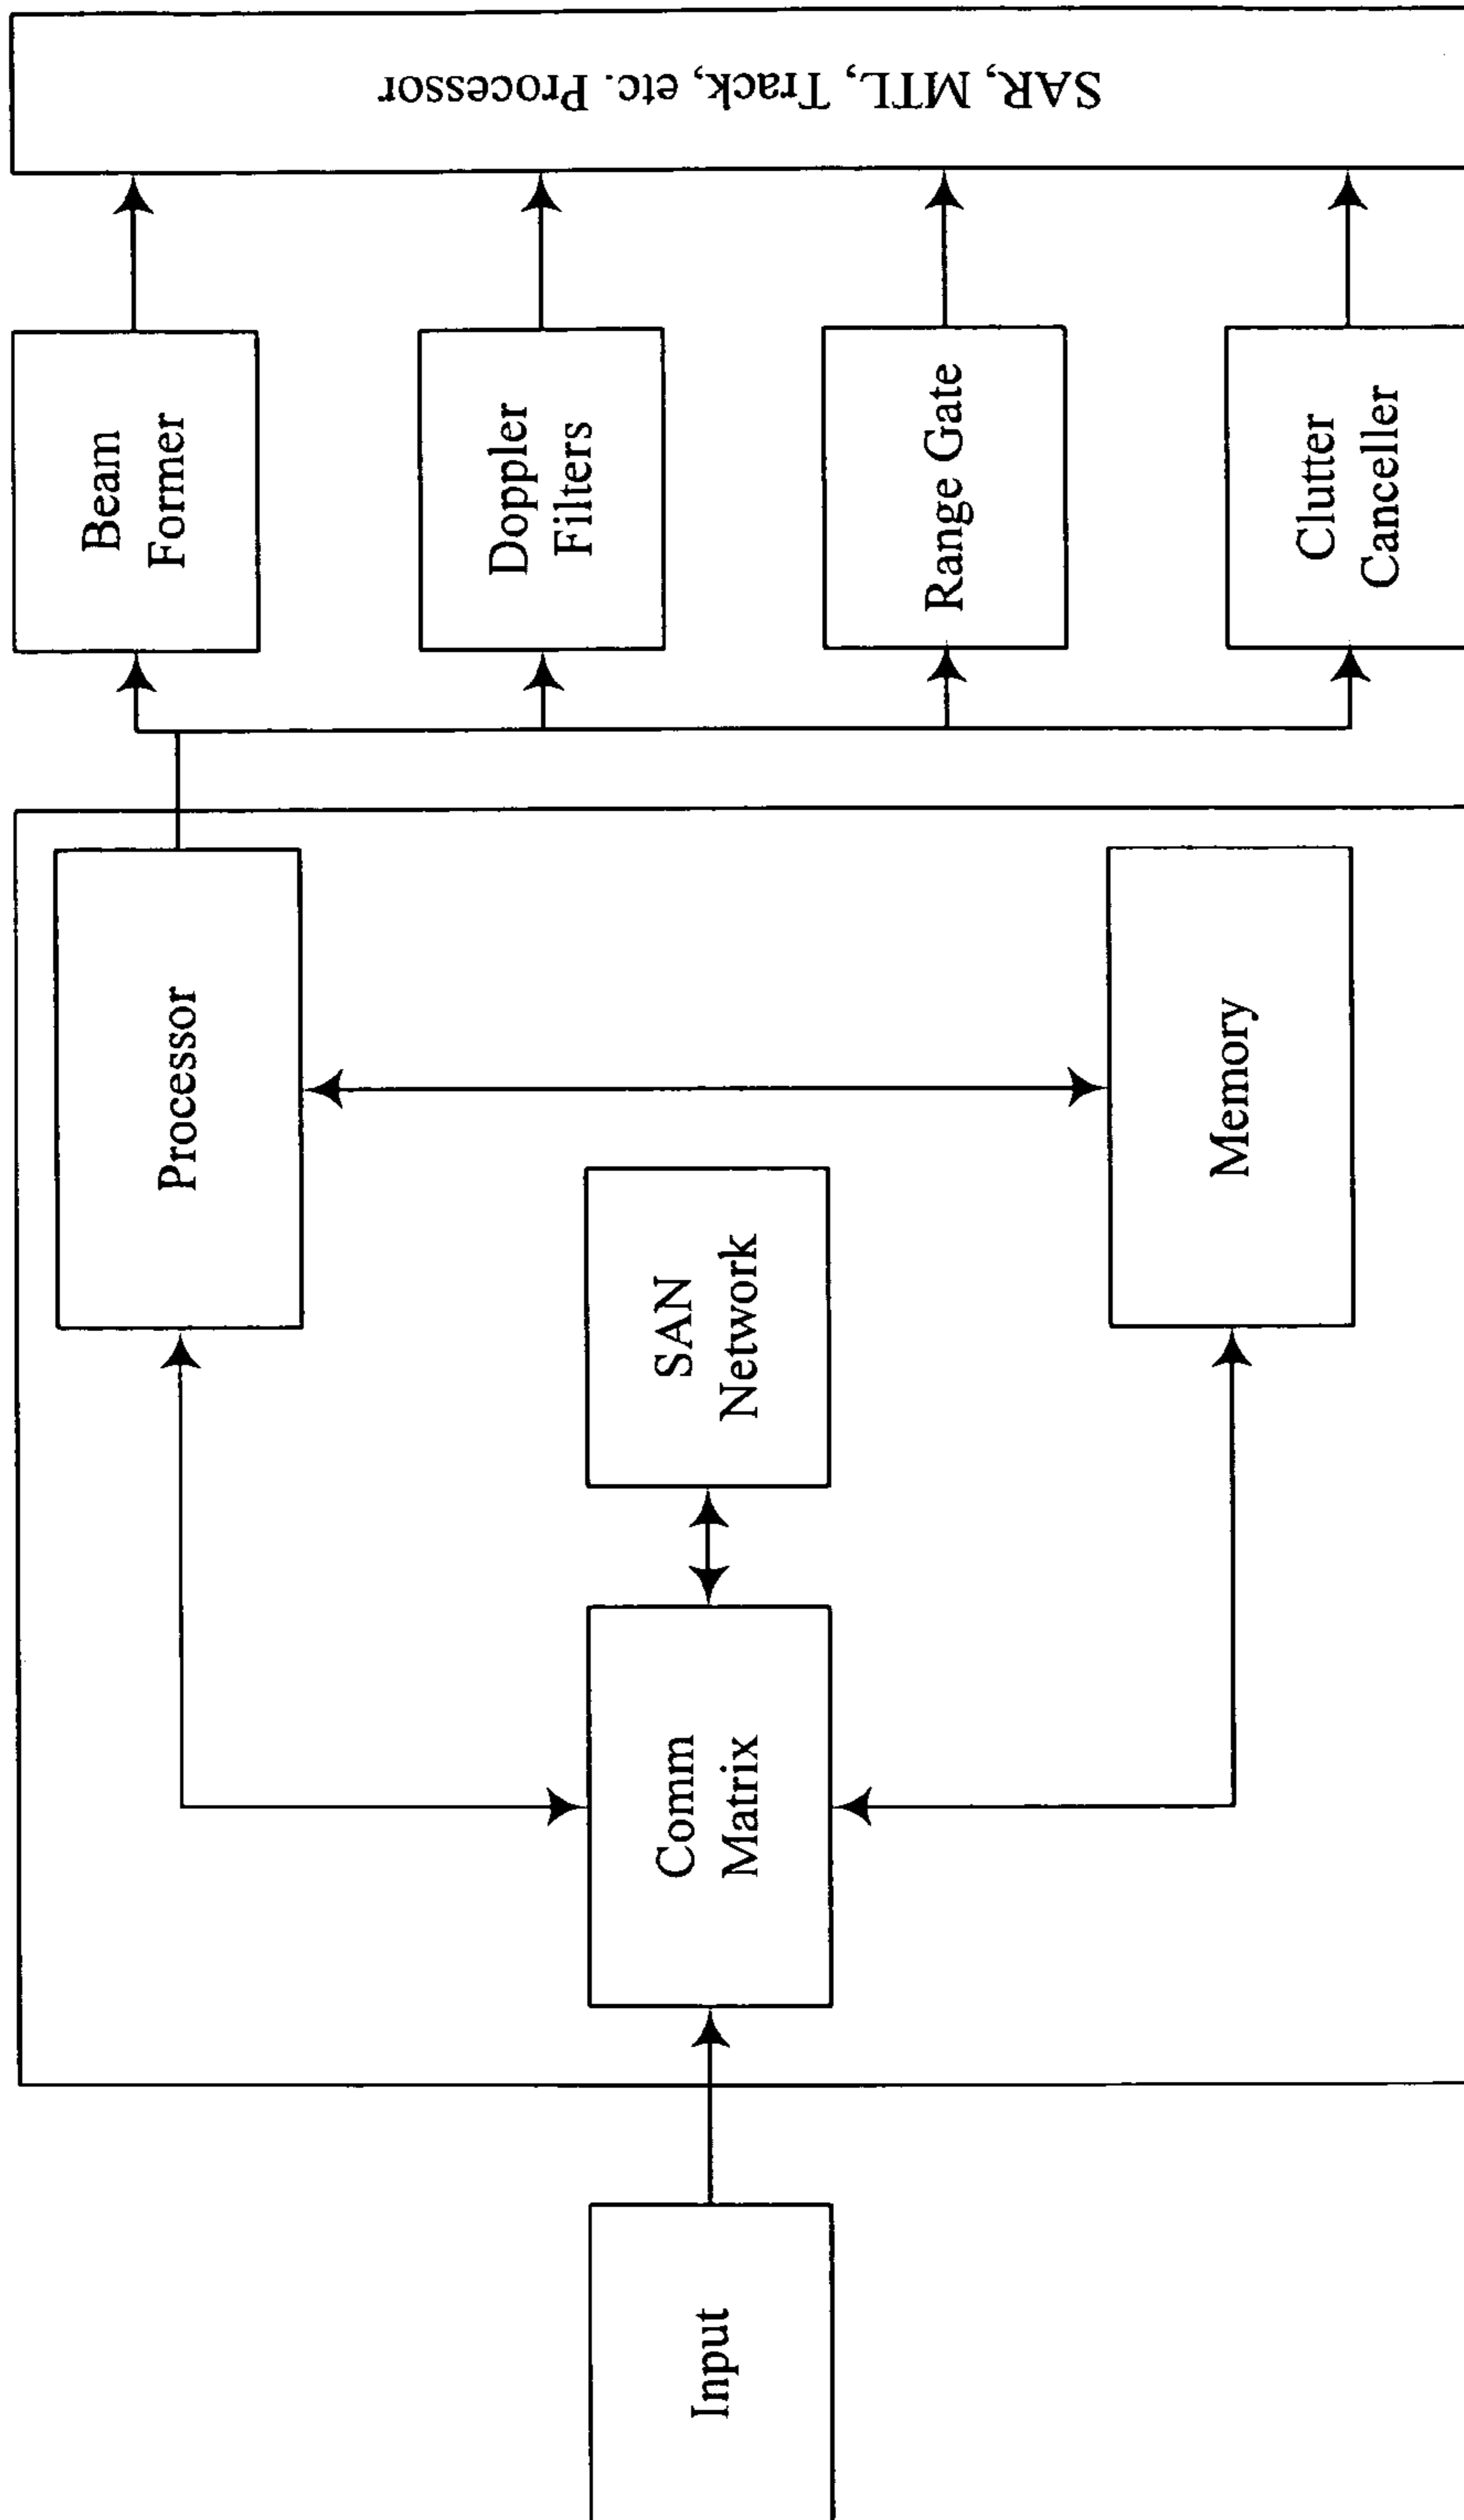 Input
Comm
Matrix
SAN
Network
Processor
Memory
Beam
Former
Doppler
Filters
Range Gate
Clutter
Canceller
SAR, MTL, Track, etc. Processor